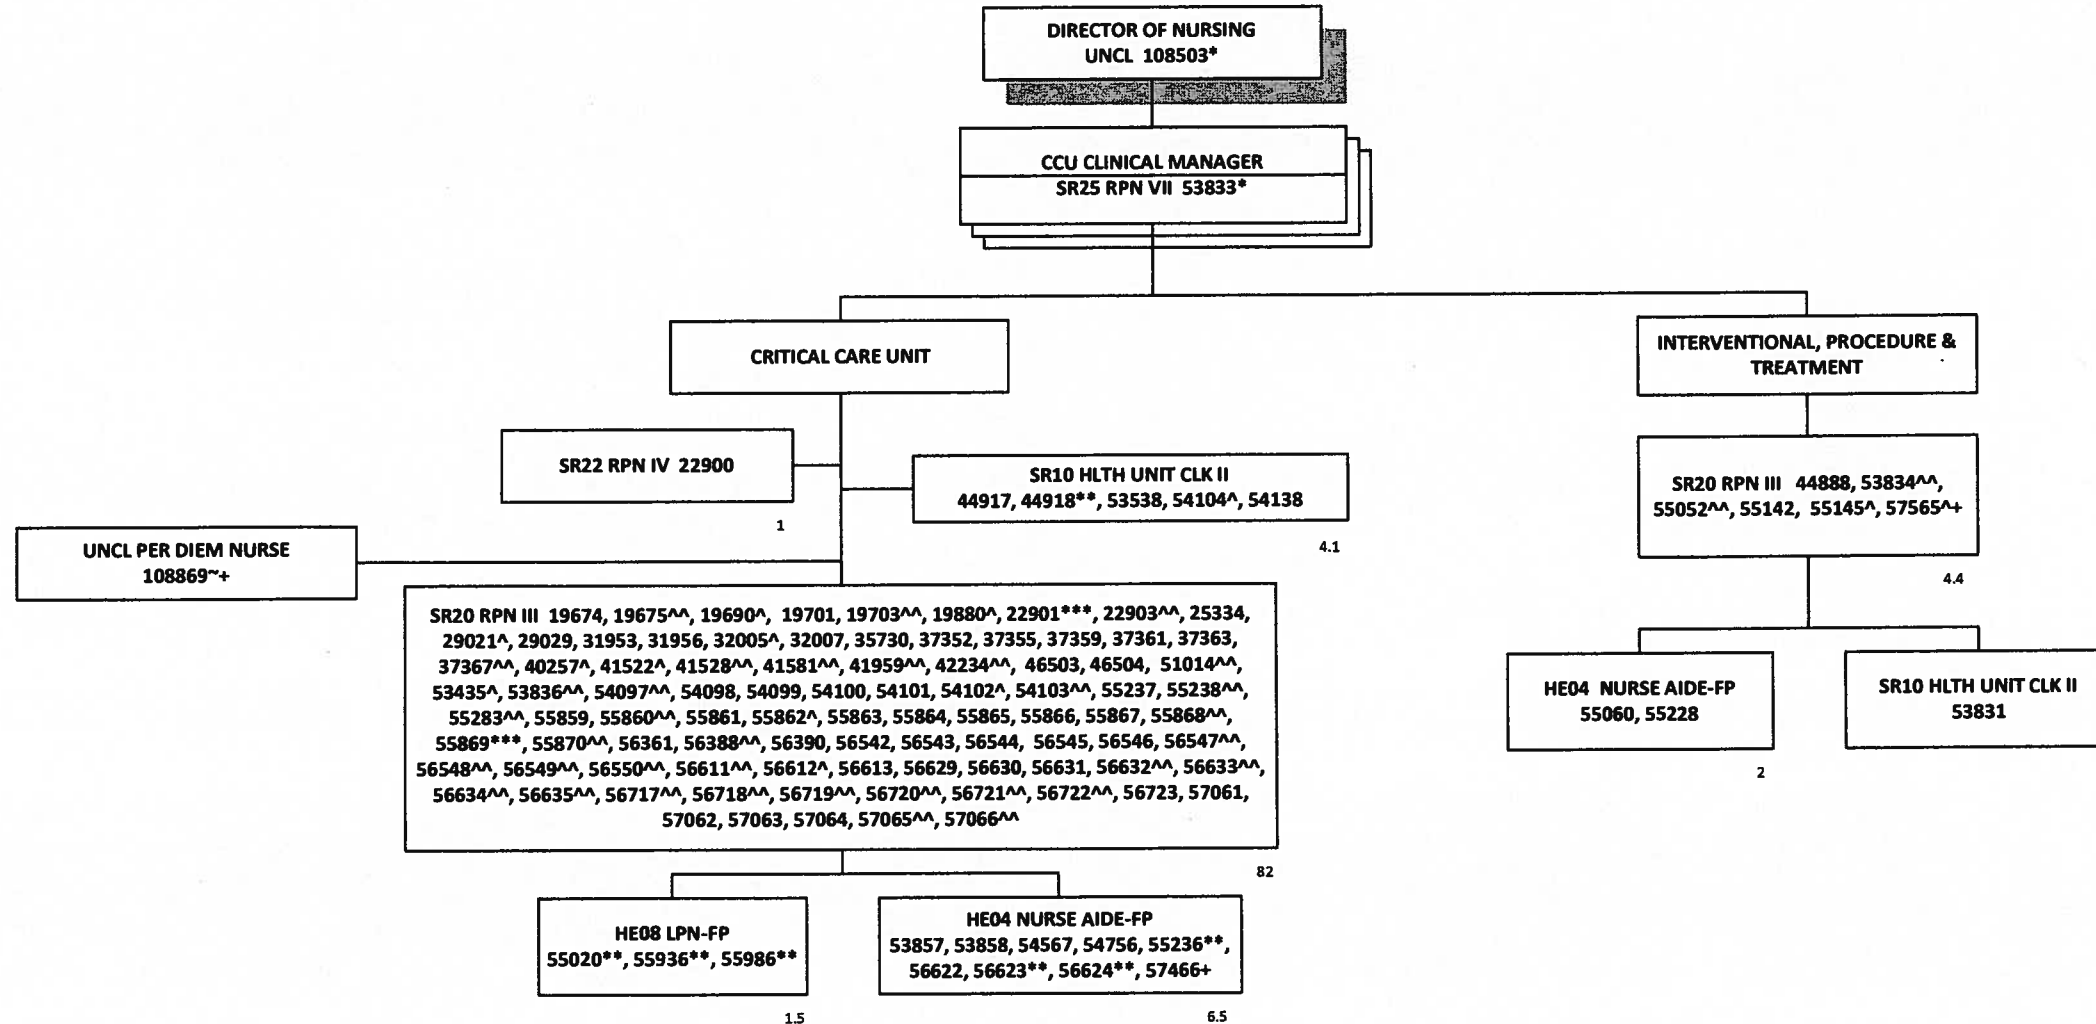 DIRECTOR OF NURSING
UNCL 108503*
CCU CLINICAL MANAGER
SR25 RPN VII 53833*
CRITICAL CARE UNIT
INTERVENTIONAL, PROCEDURE &
TREATMENT
SR22 RPN IV 22900
1
SR10 HLTH UNIT CLK II
44917, 44918**, 53538, 54104^, 54138
4.1
SR20 RPN III 44888, 53834^^,
55052^^, 55142, 55145^, 57565^+
4.4
UNCL PER DIEM NURSE
108869~+
SR20 RPN III 19674, 19675^^, 19690^, 19701, 19703^^, 19880^, 22901***, 22903^^, 25334,
29021^, 29029, 31953, 31956, 32005^, 32007, 35730, 37352, 37355, 37359, 37361, 37363,
37367^^, 40257^, 41522^, 41528^^, 41581^^, 41959^^, 42234^^, 46503, 46504, 51014^^,
53435^, 53836^^, 54097^^, 54098, 54099, 54100, 54101, 54102^, 54103^^, 55237, 55238^^,
55283^^, 55859, 55860^^, 55861, 55862^, 55863, 55864, 55865, 55866, 55867, 55868^^,
55869***, 55870^^, 56361, 56388^^, 56390, 56542, 56543, 56544, 56545, 56546, 56547^^,
56548^^, 56549^^, 56550^^, 56611^^, 56612^, 56613, 56629, 56630, 56631, 56632^^, 56633^^,
56634^^, 56635^^, 56717^^, 56718^^, 56719^^, 56720^^, 56721^^, 56722^^, 56723, 57061,
57062, 57063, 57064, 57065^^, 57066^^
82
HE04 NURSE AIDE-FP
55060, 55228
2
SR10 HLTH UNIT CLK II
53831
HE08 LPN-FP
55020**, 55936**, 55986**
1.5
HE04 NURSE AIDE-FP
53857, 53858, 54567, 54756, 55236**,
56622, 56623**, 56624**, 57466+
6.5